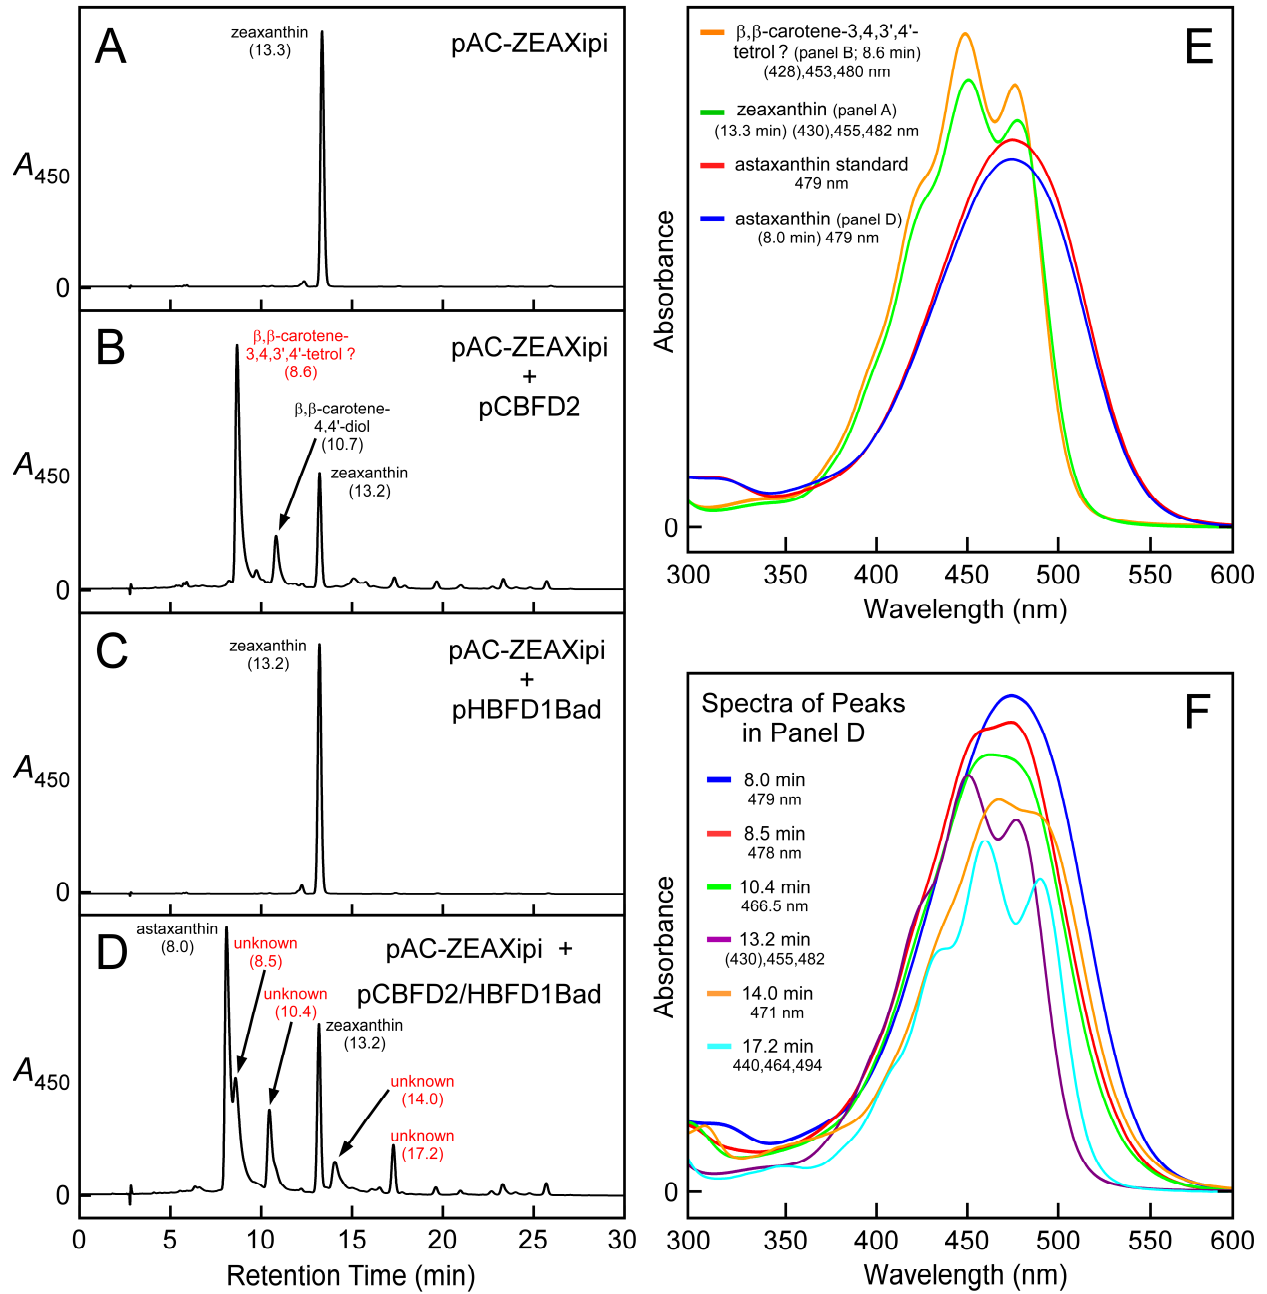 A
zeaxanthin
(13.3)
pAC-ZEAXipi
A450
0
B
β,β-carotene-
3,4,3',4'-tetrol ?
(8.6)
β,β-carotene-
4,4'-diol
(10.7)
zeaxanthin
(13.2)
pAC-ZEAXipi
+
pCBFD2
A450
0
C
zeaxanthin
(13.2)
pAC-ZEAXipi
+
pHBFD1Bad
A450
0
D
astaxanthin
(8.0)
unknown
(8.5)
unknown
(10.4)
zeaxanthin
(13.2)
unknown
(14.0)
unknown
(17.2)
pAC-ZEAXipi +
pCBFD2/HBFD1Bad
A450
0
0 5 10 15 20 25 30
Retention Time (min)
E
β,β-carotene-3,4,3',4'-
tetrol ? (panel B; 8.6 min)
(428),453,480 nm
zeaxanthin (panel A)
(13.3 min) (430),455,482 nm
astaxanthin standard
479 nm
astaxanthin (panel D)
(8.0 min) 479 nm
Absorbance
0
300 350 400 450 500 550 600
Wavelength (nm)
F
Spectra of Peaks
in Panel D
8.0 min
479 nm
8.5 min
478 nm
10.4 min
466.5 nm
13.2 min
(430),455,482
14.0 min
471 nm
17.2 min
440,464,494
Absorbance
0
300 350 400 450 500 550 600
Wavelength (nm)